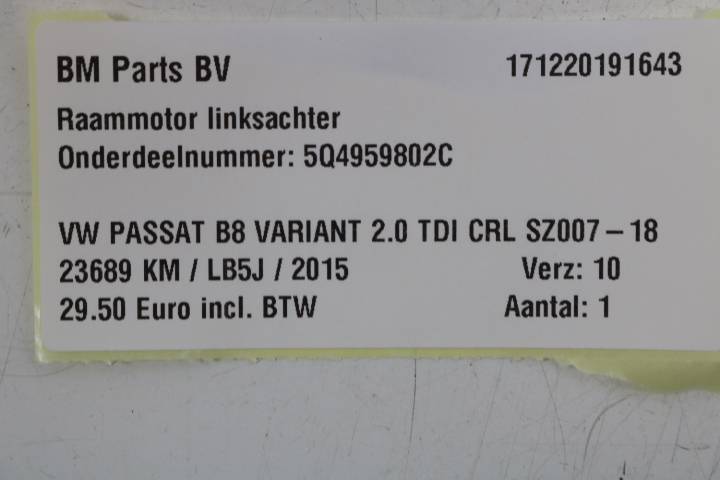 BM Parts BV 171220191643
Raammotor linksachter
Onderdeelnummer: 5Q4959802C
VW PASSAT B8 VARIANT 2.0 TDI CRL SZ007-18
23689 KM / LB5J / 2015 Verz: 10
29.50 Euro incl. BTW Aantal: 1